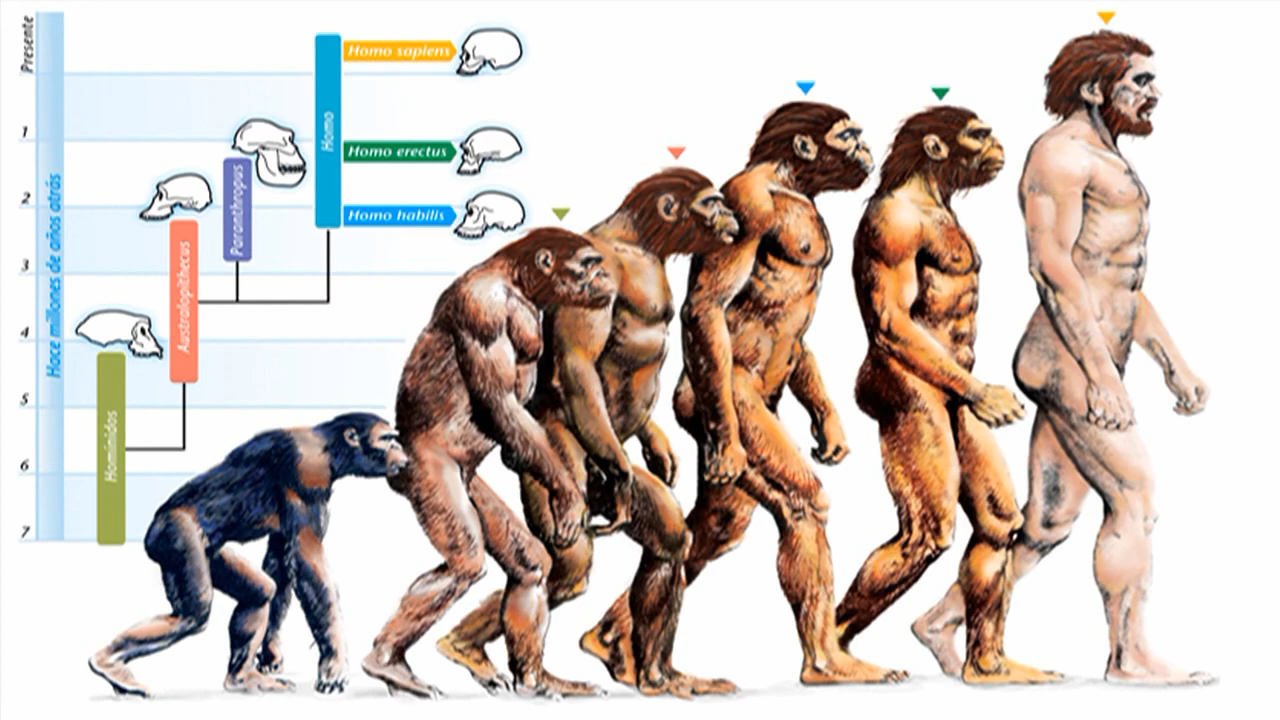 Presente
1
2
3
4
5
6
7
Hace millones de años atrás
Homínidos
Australopithecus
Paranthropus
Homo
Homo sapiens
Homo erectus
Homo habilis